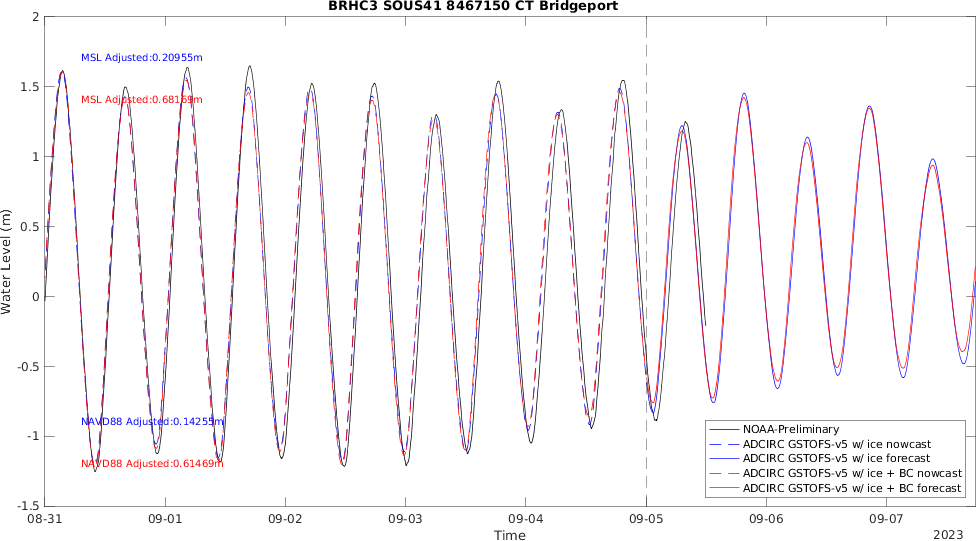 BRHC3 SOUS41 8467150 CT Bridgeport
2
1.5
1
0.5
0
-0.5
-1
-1.5
Water Level (m)
MSL Adjusted:0.20955m
MSL Adjusted:0.68169m
NAVD88 Adjusted:0.14255m
NAVD88 Adjusted:0.61469m
NOAA-Preliminary
ADCIRC GSTOFS-v5 w/ ice nowcast
ADCIRC GSTOFS-v5 w/ ice forecast
ADCIRC GSTOFS-v5 w/ ice + BC nowcast
ADCIRC GSTOFS-v5 w/ ice + BC forecast
08-31 09-01 09-02 09-03 09-04 09-05 09-06 09-07
Time
2023